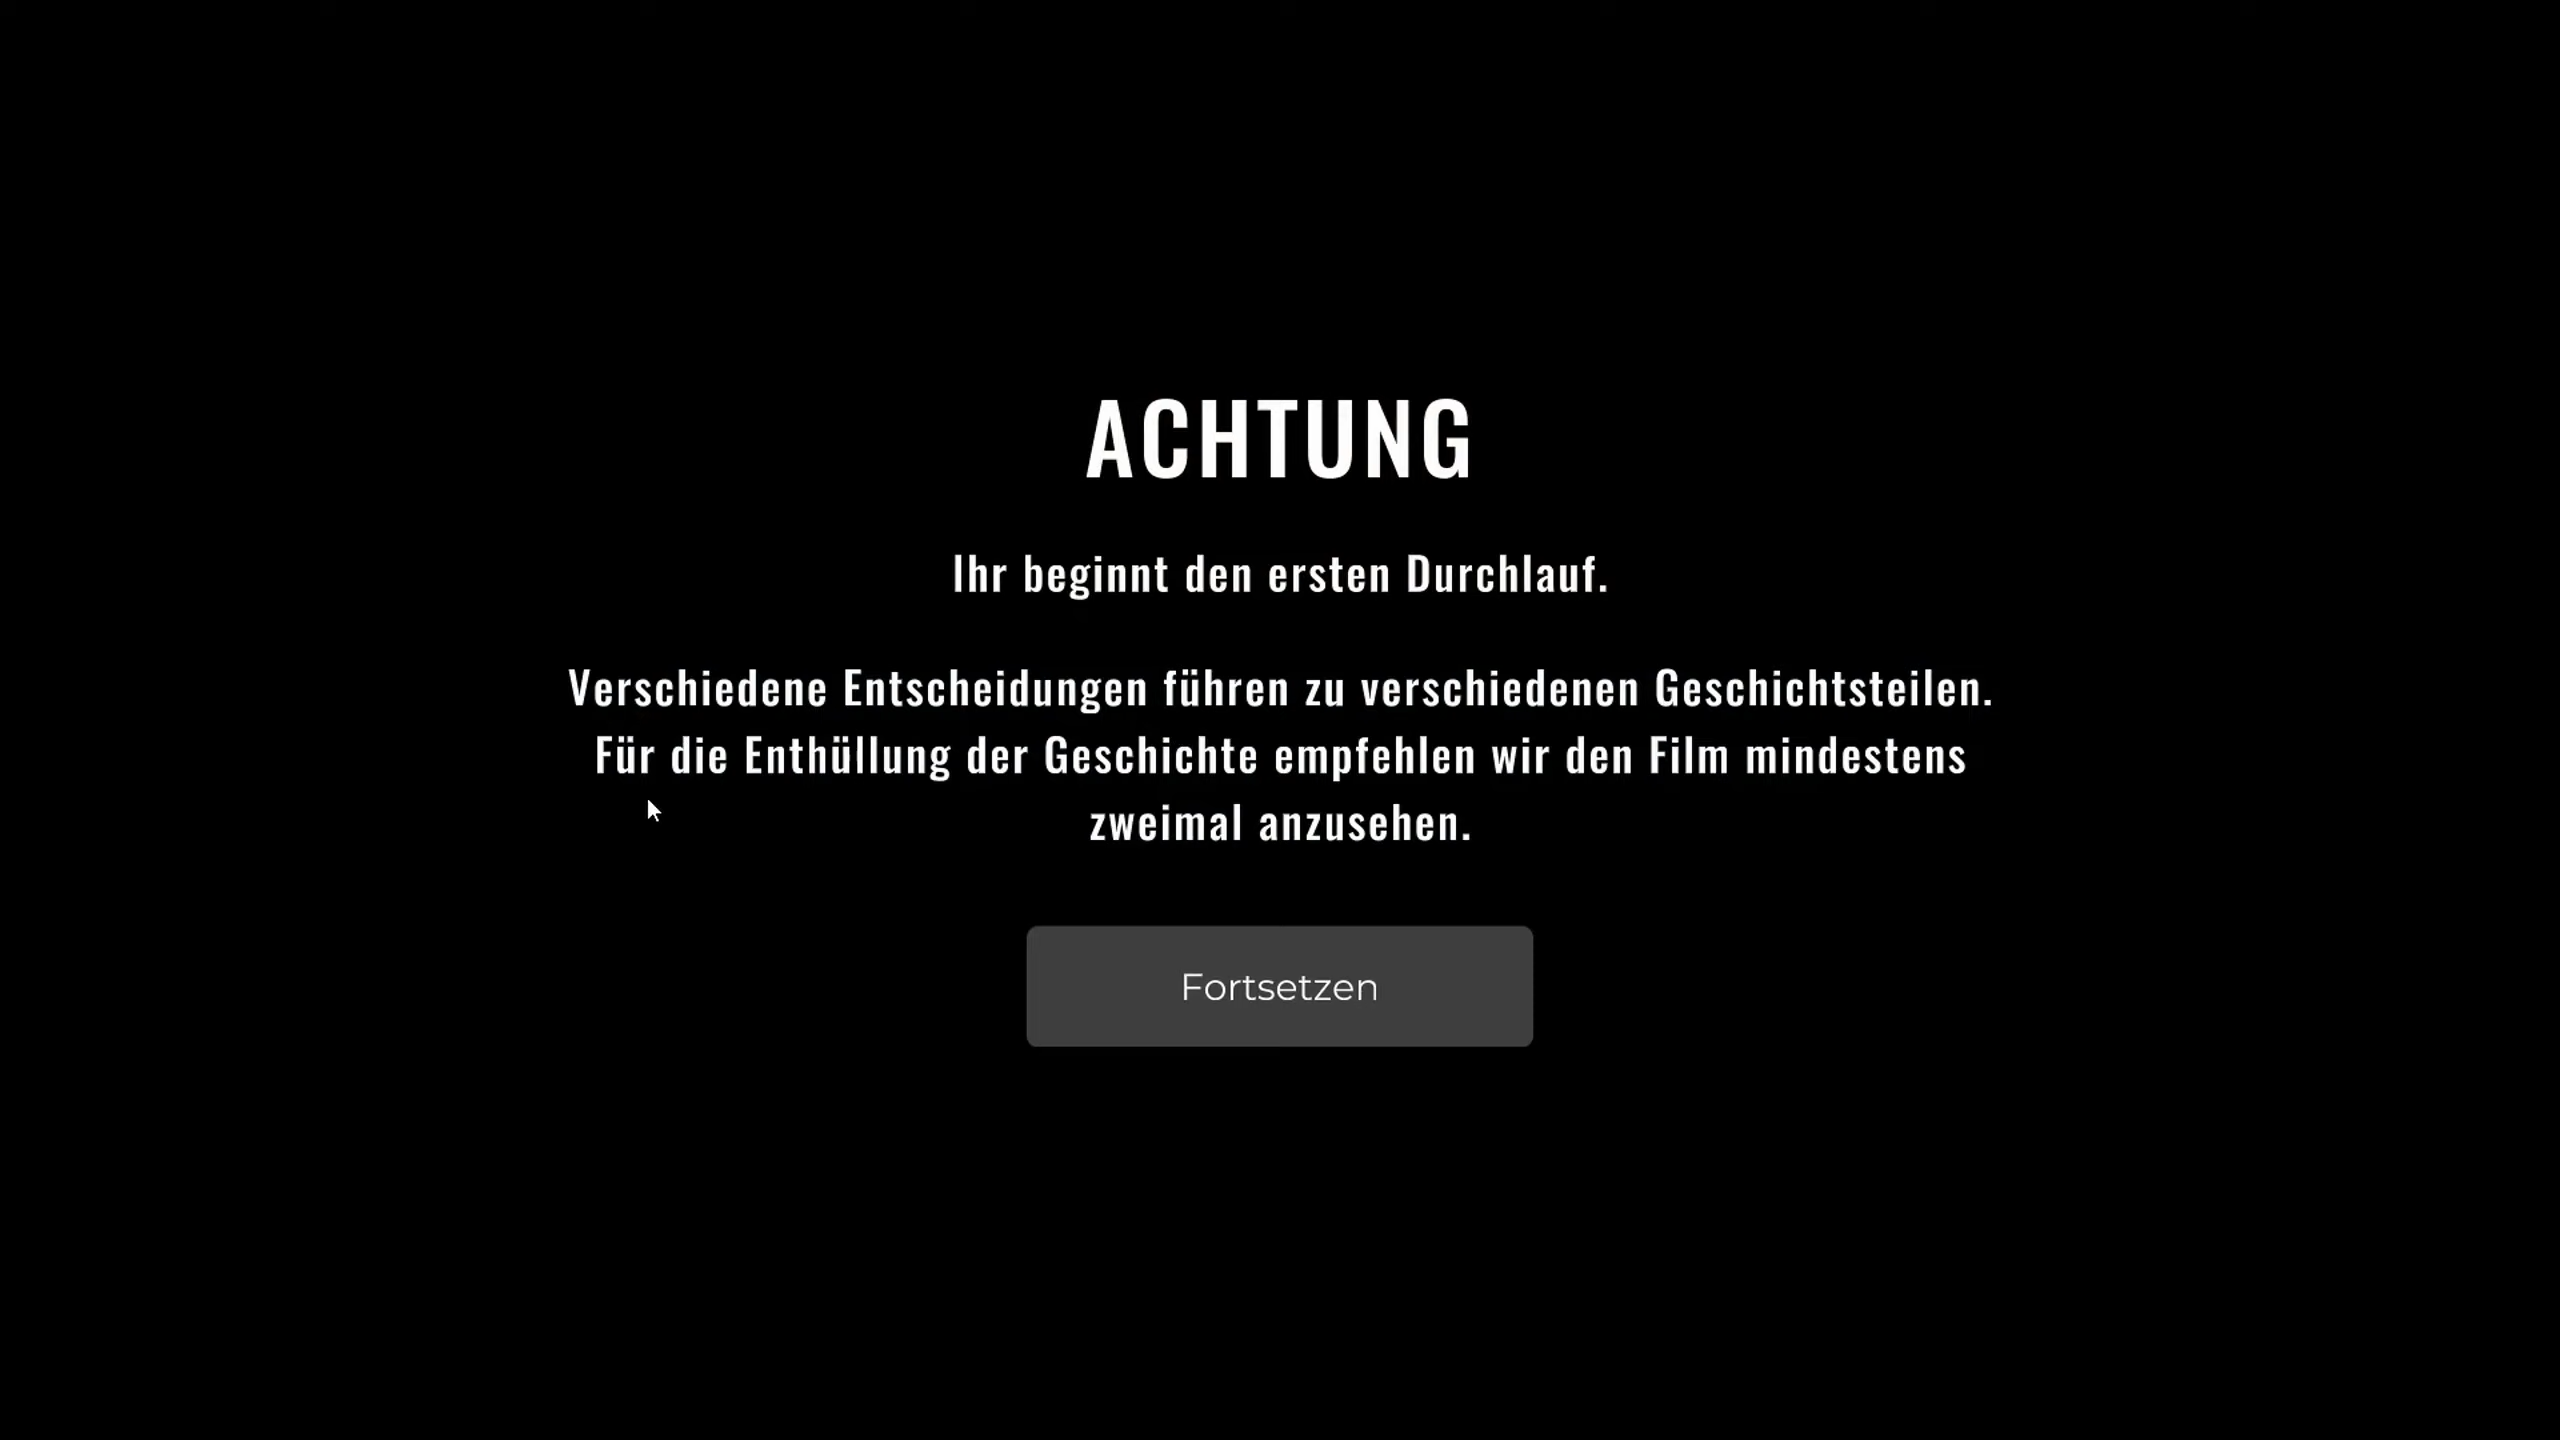 ACHTUNG
Ihr beginnt den ersten Durchlauf.
Verschiedene Entscheidungen führen zu verschiedenen Geschichtsteilen.
Für die Enthüllung der Geschichte empfehlen wir den Film mindestens
zweimal anzusehen.
Fortsetzen